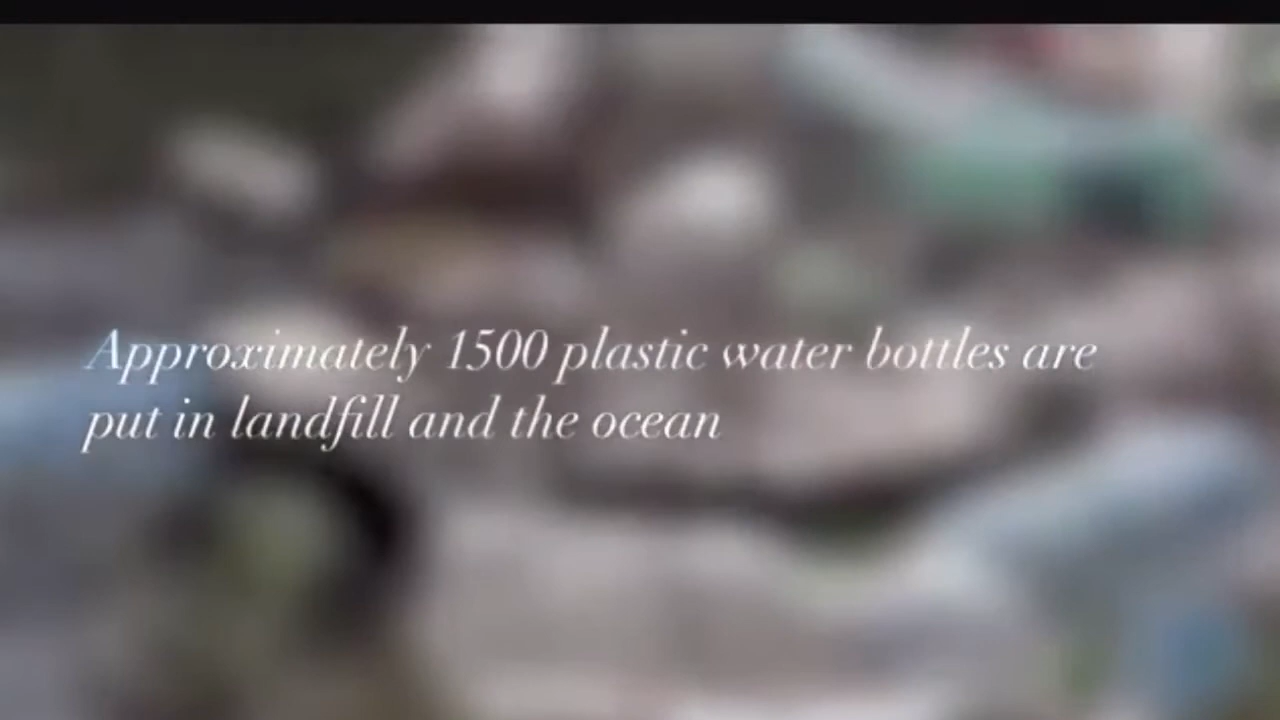 Approximately 1500 plastic water bottles are
put in landfill and the ocean